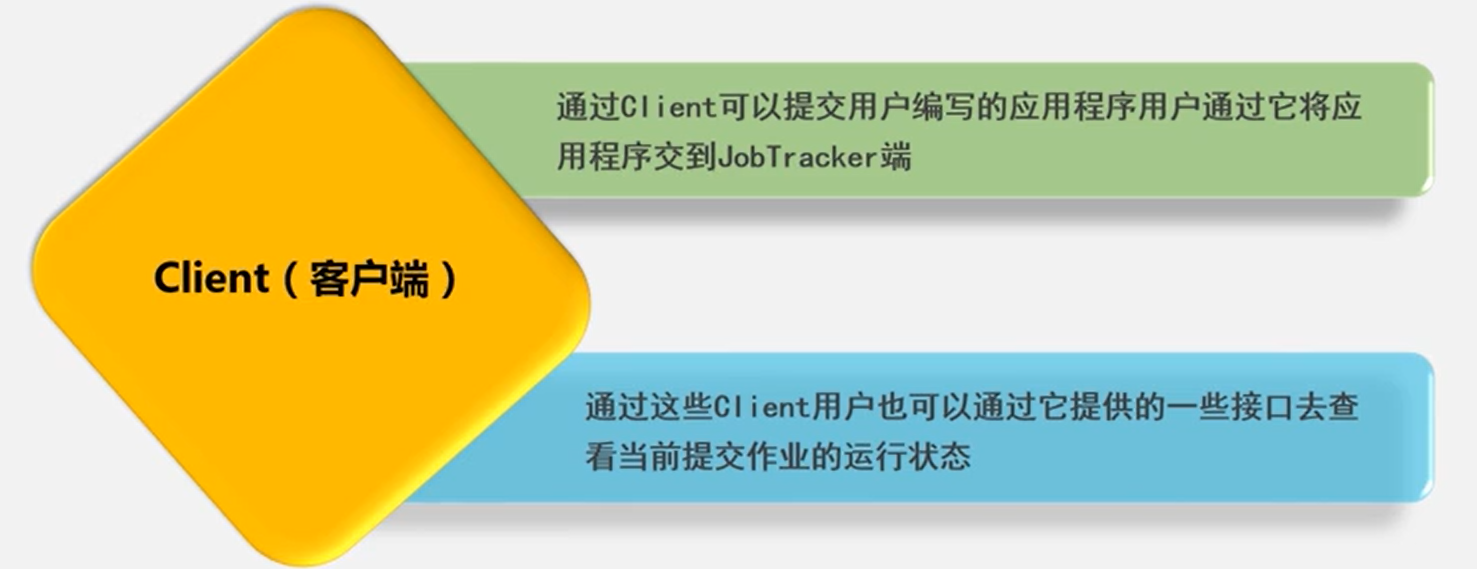 通过Client可以提交用户编写的应用程序用户通过它将应
用程序交到JobTracker端
Client（客户端）
通过这些Client用户也可以通过它提供的一些接口去查
看当前提交作业的运行状态